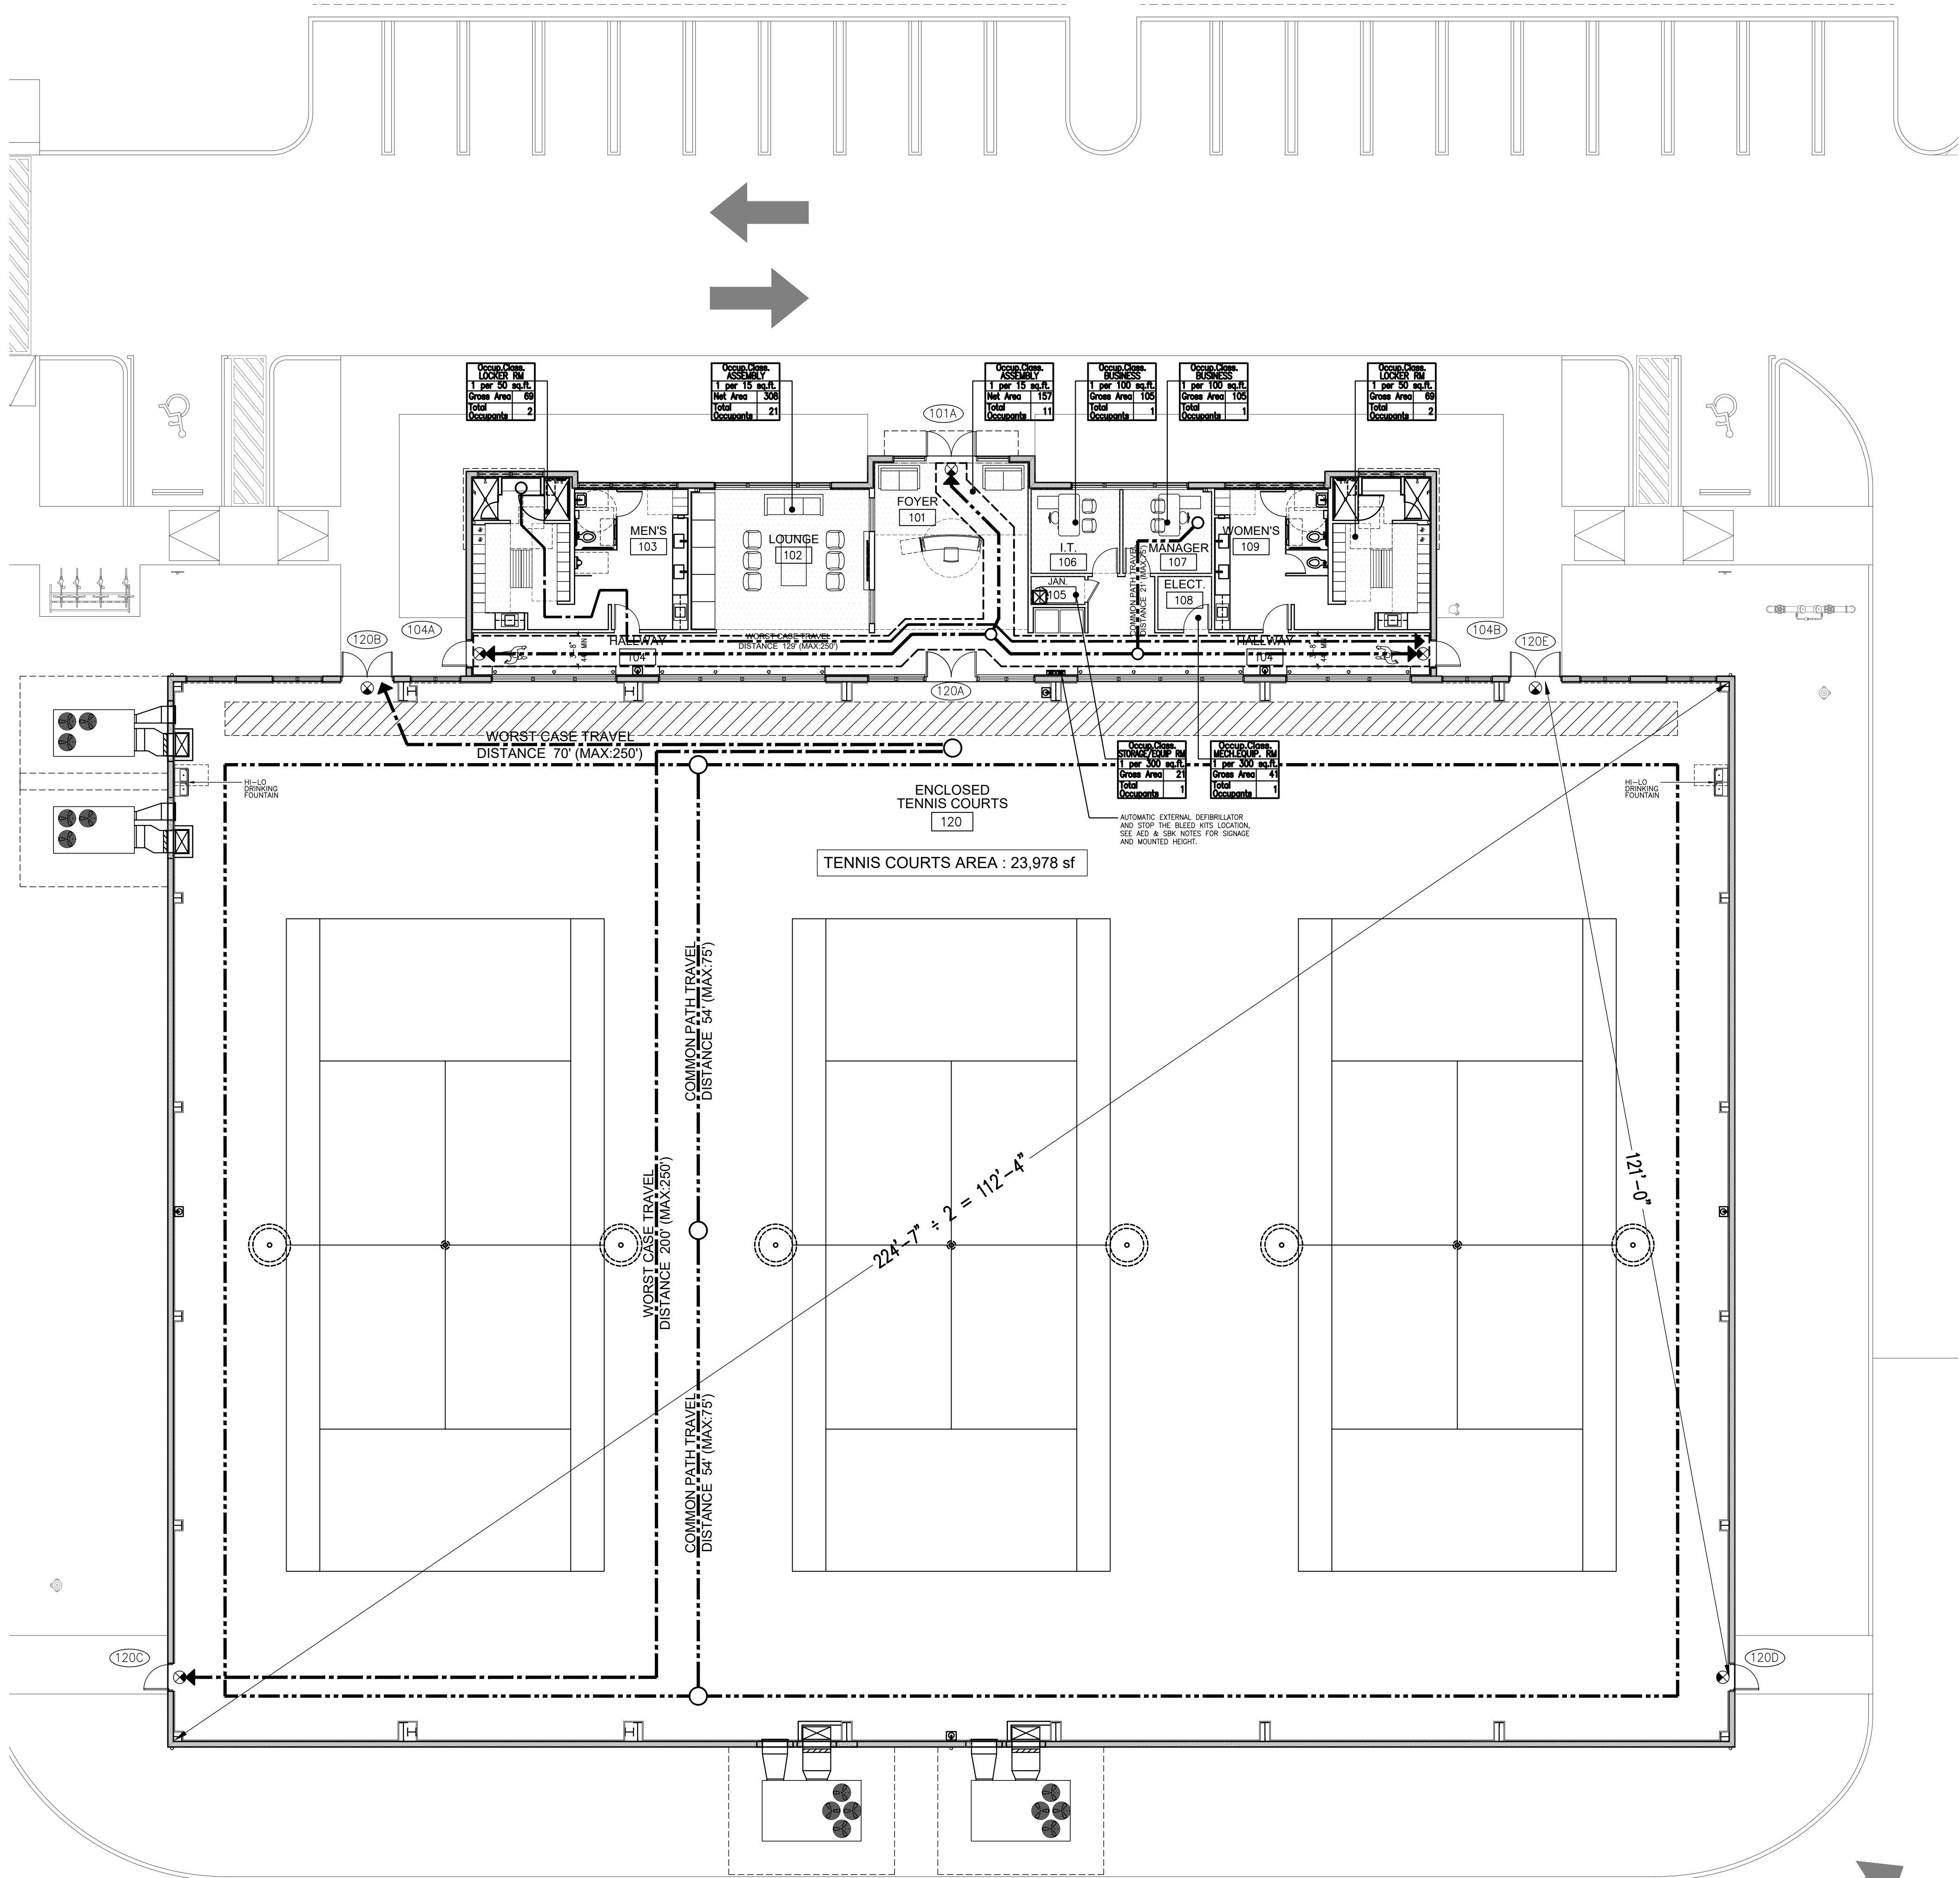 Occup.Class.
LOCKER RM
1 per 50 sq.ft.
Gross Area 69
Total
Occupants 2
Occup.Class.
ASSEMBLY
1 per 15 sq.ft.
Net Area 308
Total
Occupants 21
Occup.Class.
ASSEMBLY
1 per 15 sq.ft.
Net Area 157
Total
Occupants 11
Occup.Class.
BUSINESS
1 per 100 sq.ft.
Gross Area 105
Total
Occupants 1
Occup.Class.
BUSINESS
1 per 100 sq.ft.
Gross Area 105
Total
Occupants 1
Occup.Class.
LOCKER RM
1 per 50 sq.ft.
Gross Area 69
Total
Occupants 2
101A
FOYER
101
MEN'S
103
LOUNGE
102
I.T.
106
MANAGER
107
WOMEN'S
109
JAN.
105
ELECT.
108
COMMON PATH TRAVEL
DISTANCE 21' (MAX:75')
120B
104A
HALLWAY
104
3'-8"
44" MIN
WORST CASE TRAVEL
DISTANCE 129' (MAX:250')
HALLWAY
104
3'-8"
44" MIN
104B
120E
120A
WORST CASE TRAVEL
DISTANCE 70' (MAX:250')
HI-LO
DRINKING
FOUNTAIN
ENCLOSED
TENNIS COURTS
120
TENNIS COURTS AREA : 23,978 sf
Occup.Class.
STORAGE/EQUIP RM
1 per 300 sq.ft.
Gross Area 21
Total
Occupants 1
Occup.Class.
MECH.EQUIP. RM
1 per 300 sq.ft.
Gross Area 41
Total
Occupants 1
AUTOMATIC EXTERNAL DEFIBRILLATOR
AND STOP THE BLEED KITS LOCATION,
SEE AED & SBK NOTES FOR SIGNAGE
AND MOUNTED HEIGHT.
HI-LO
DRINKING
FOUNTAIN
COMMON PATH TRAVEL
DISTANCE 54' (MAX:75')
WORST CASE TRAVEL
DISTANCE 200' (MAX:250')
224'-7" ÷ 2 = 112'-4"
121'-0"
COMMON PATH TRAVEL
DISTANCE 54' (MAX:75')
120C
120D